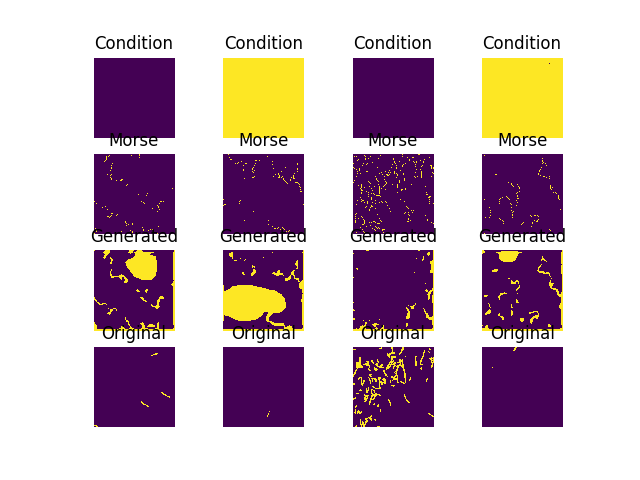 Condition Condition Condition Condition
Morse Morse Morse Morse
Generated Generated Generated Generated
Original Original Original Original